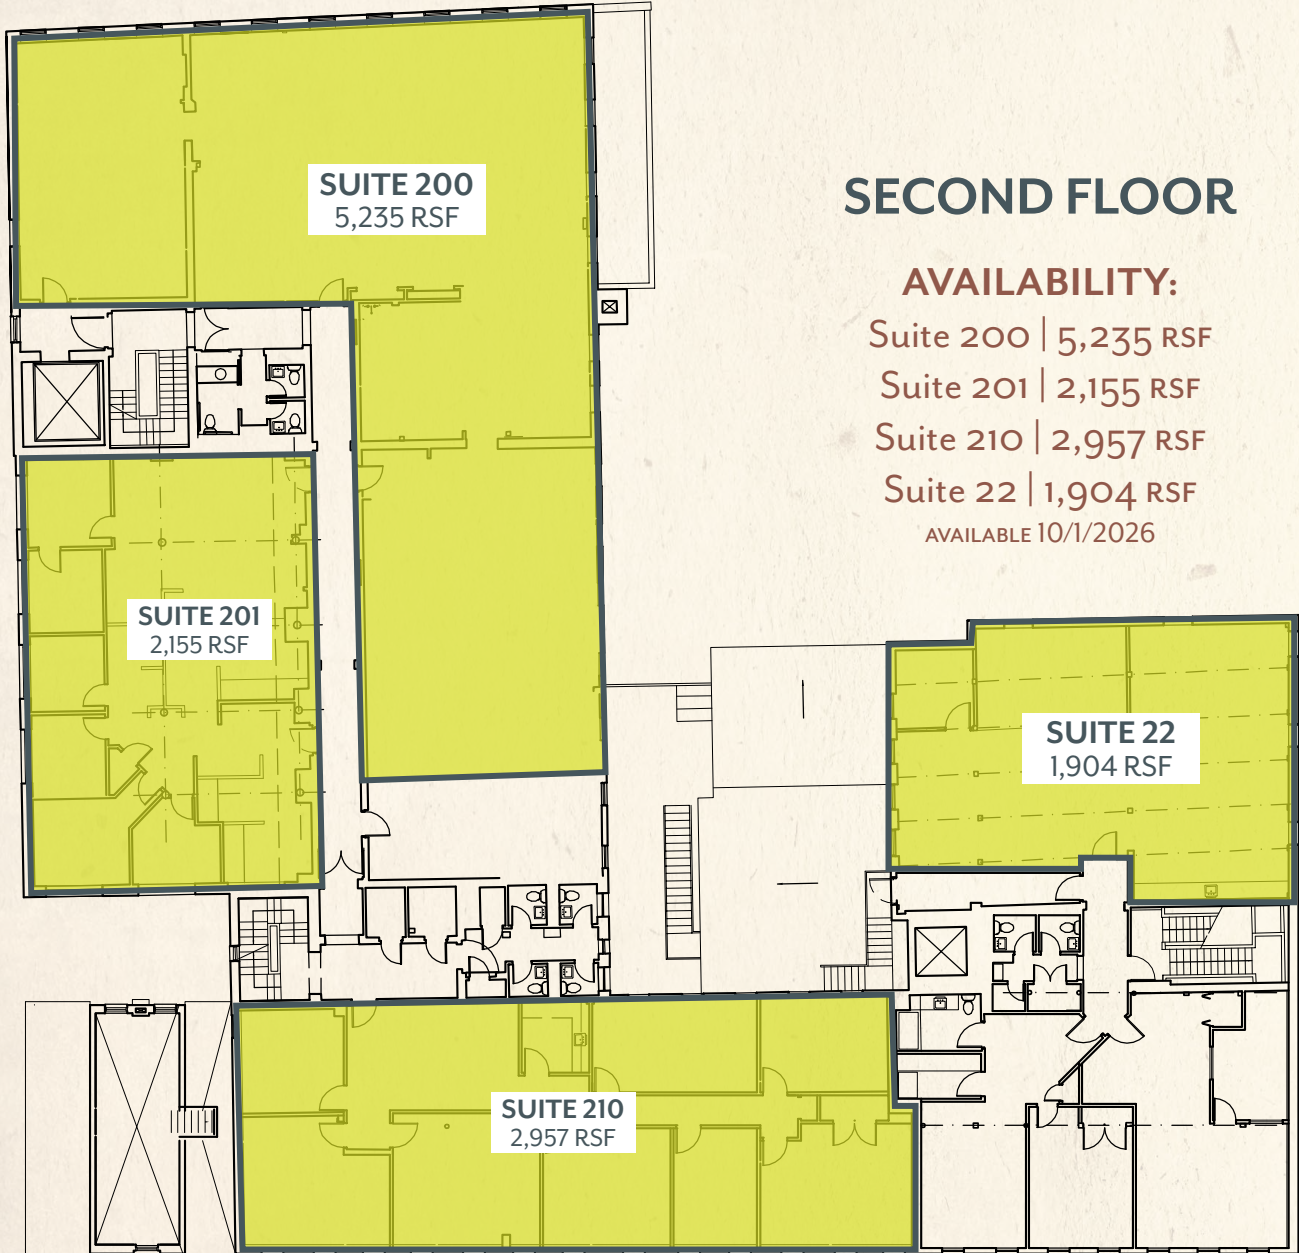 SUITE 200
5,235 RSF
SECOND FLOOR
AVAILABILITY:
Suite 200 | 5,235 RSF
Suite 201 | 2,155 RSF
Suite 210 | 2,957 RSF
Suite 22 | 1,904 RSF
AVAILABLE 10/1/2026
SUITE 201
2,155 RSF
SUITE 22
1,904 RSF
SUITE 210
2,957 RSF